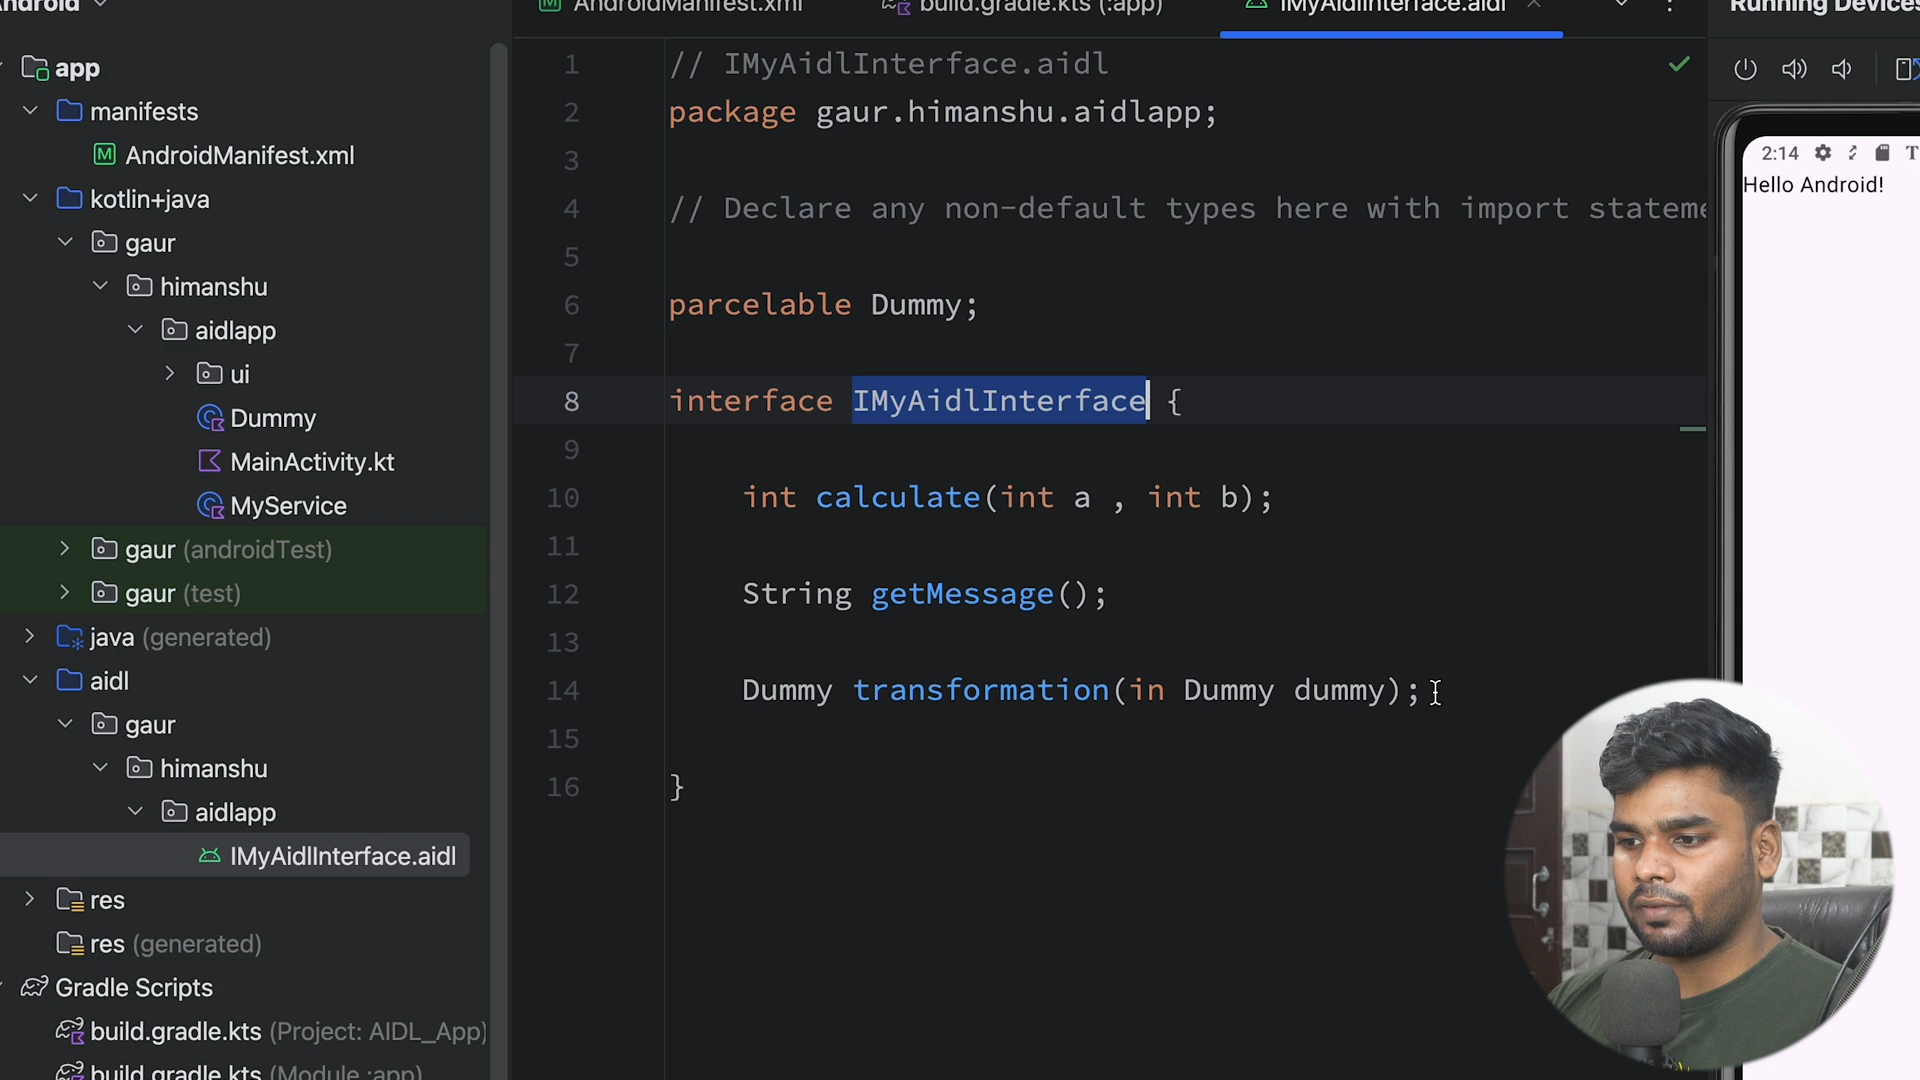 Android
AndroidManifest.xml
build.gradle.kts (:app)
IMyAidlInterface.aidl
Running Devices
app
manifests
AndroidManifest.xml
kotlin+java
gaur
himanshu
aidlapp
ui
Dummy
MainActivity.kt
MyService
gaur (androidTest)
gaur (test)
java (generated)
aidl
gaur
himanshu
aidlapp
IMyAidlInterface.aidl
res
res (generated)
Gradle Scripts
build.gradle.kts (Project: AIDL_App)
build.gradle.kts (Module :app)
1 // IMyAidlInterface.aidl
2 package gaur.himanshu.aidlapp;
3
4 // Declare any non-default types here with import stateme
5
6 parcelable Dummy;
7
8 interface IMyAidlInterface {
9
10 int calculate(int a , int b);
11
12 String getMessage();
13
14 Dummy transformation(in Dummy dummy);
15
16 }
2:14
Hello Android!